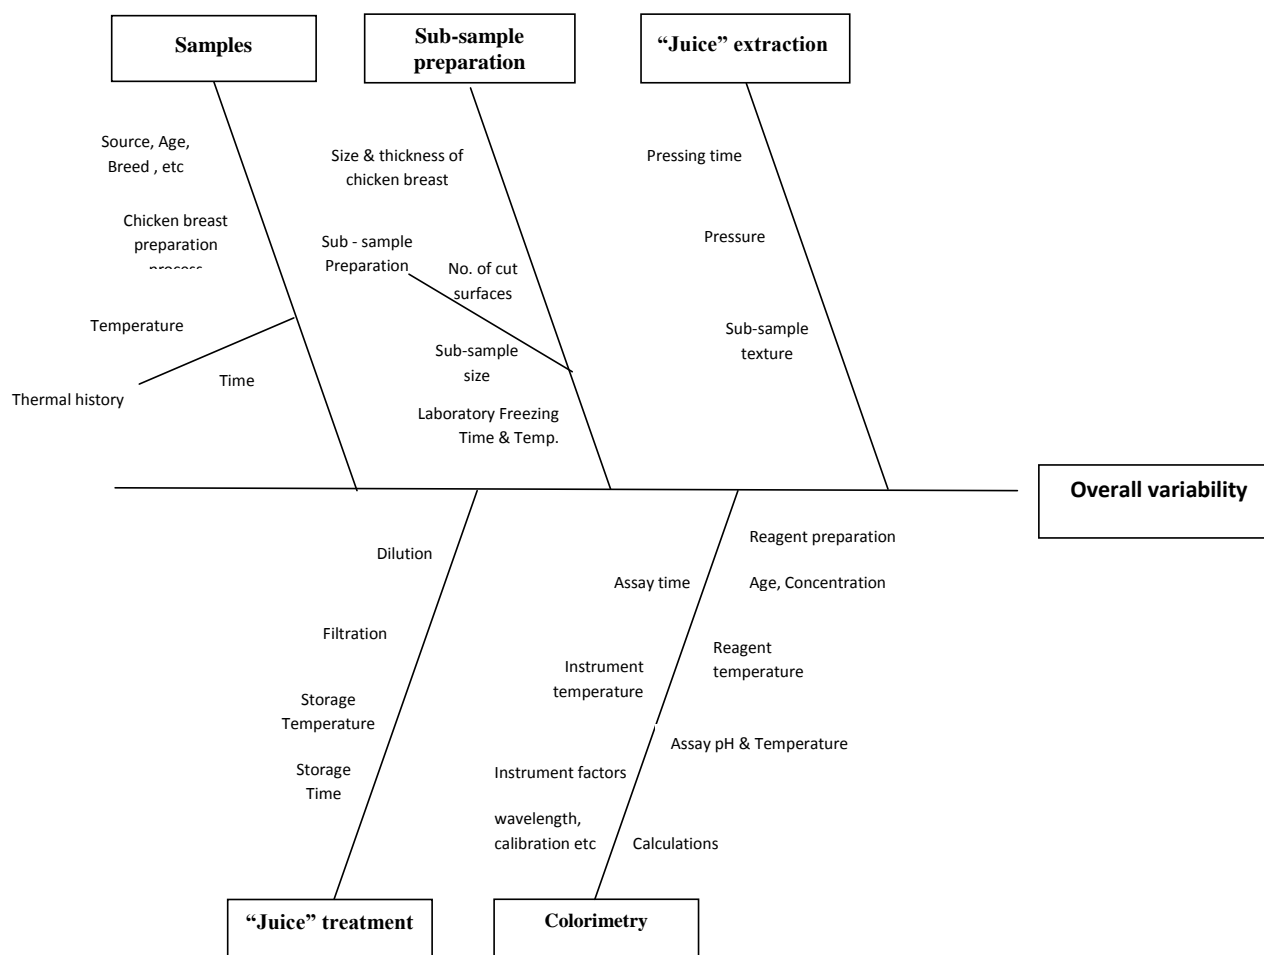 Samples
Sub-sample
preparation
“Juice” extraction
Source, Age,
Breed , etc
Chicken breast
preparation
process
Temperature
Time
Thermal history
Size & thickness of
chicken breast
Sub - sample
Preparation
No. of cut
surfaces
Sub-sample
size
Laboratory Freezing
Time & Temp.
Pressing time
Pressure
Sub-sample
texture
Overall variability
Dilution
Filtration
Storage
Temperature
Storage
Time
Reagent preparation
Age, Concentration
Assay time
Reagent
temperature
Instrument
temperature
Assay pH & Temperature
Instrument factors
wavelength,
calibration etc
Calculations
“Juice” treatment
Colorimetry